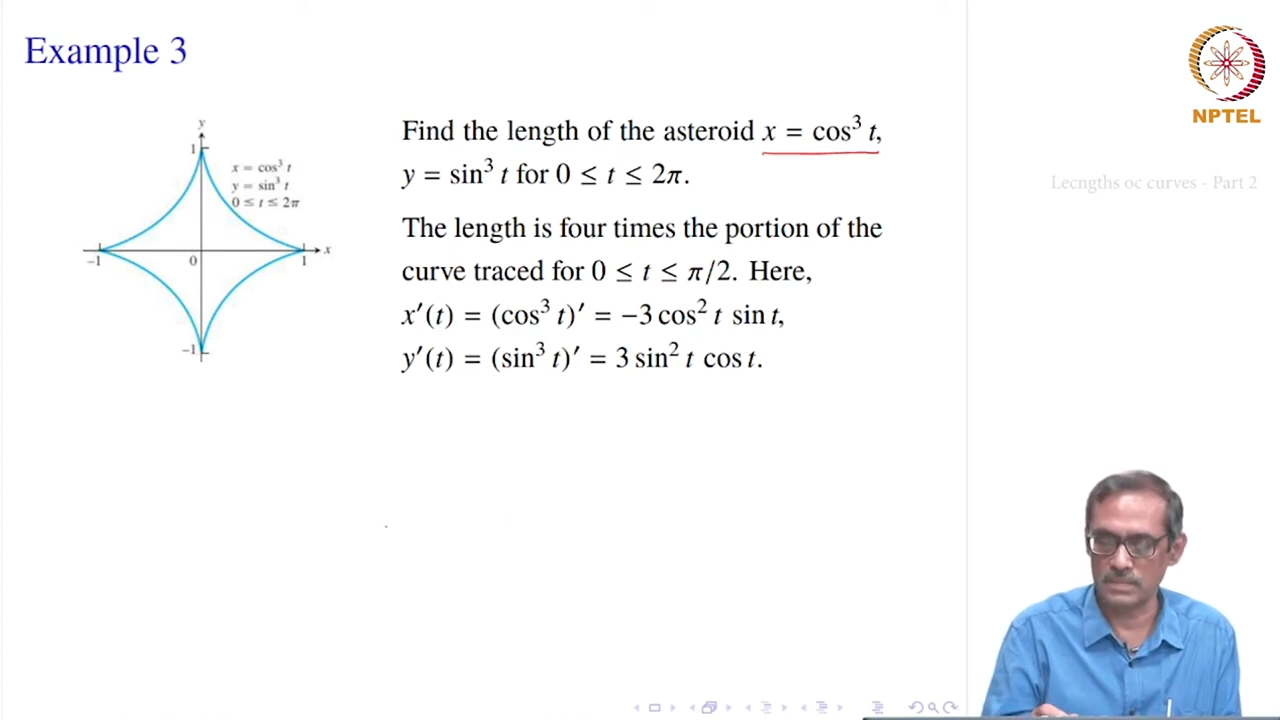 Example 3
NPTEL
y
1
x = cos³ t
y = sin³ t
0 ≤ t ≤ 2π
x
−1
0
1
−1
Find the length of the asteroid x = cos³ t,
y = sin³ t for 0 ≤ t ≤ 2π.
The length is four times the portion of the
curve traced for 0 ≤ t ≤ π/2. Here,
x′(t) = (cos³ t)′ = −3 cos² t sin t,
y′(t) = (sin³ t)′ = 3 sin² t cos t.
Lecngths oc curves - Part 2